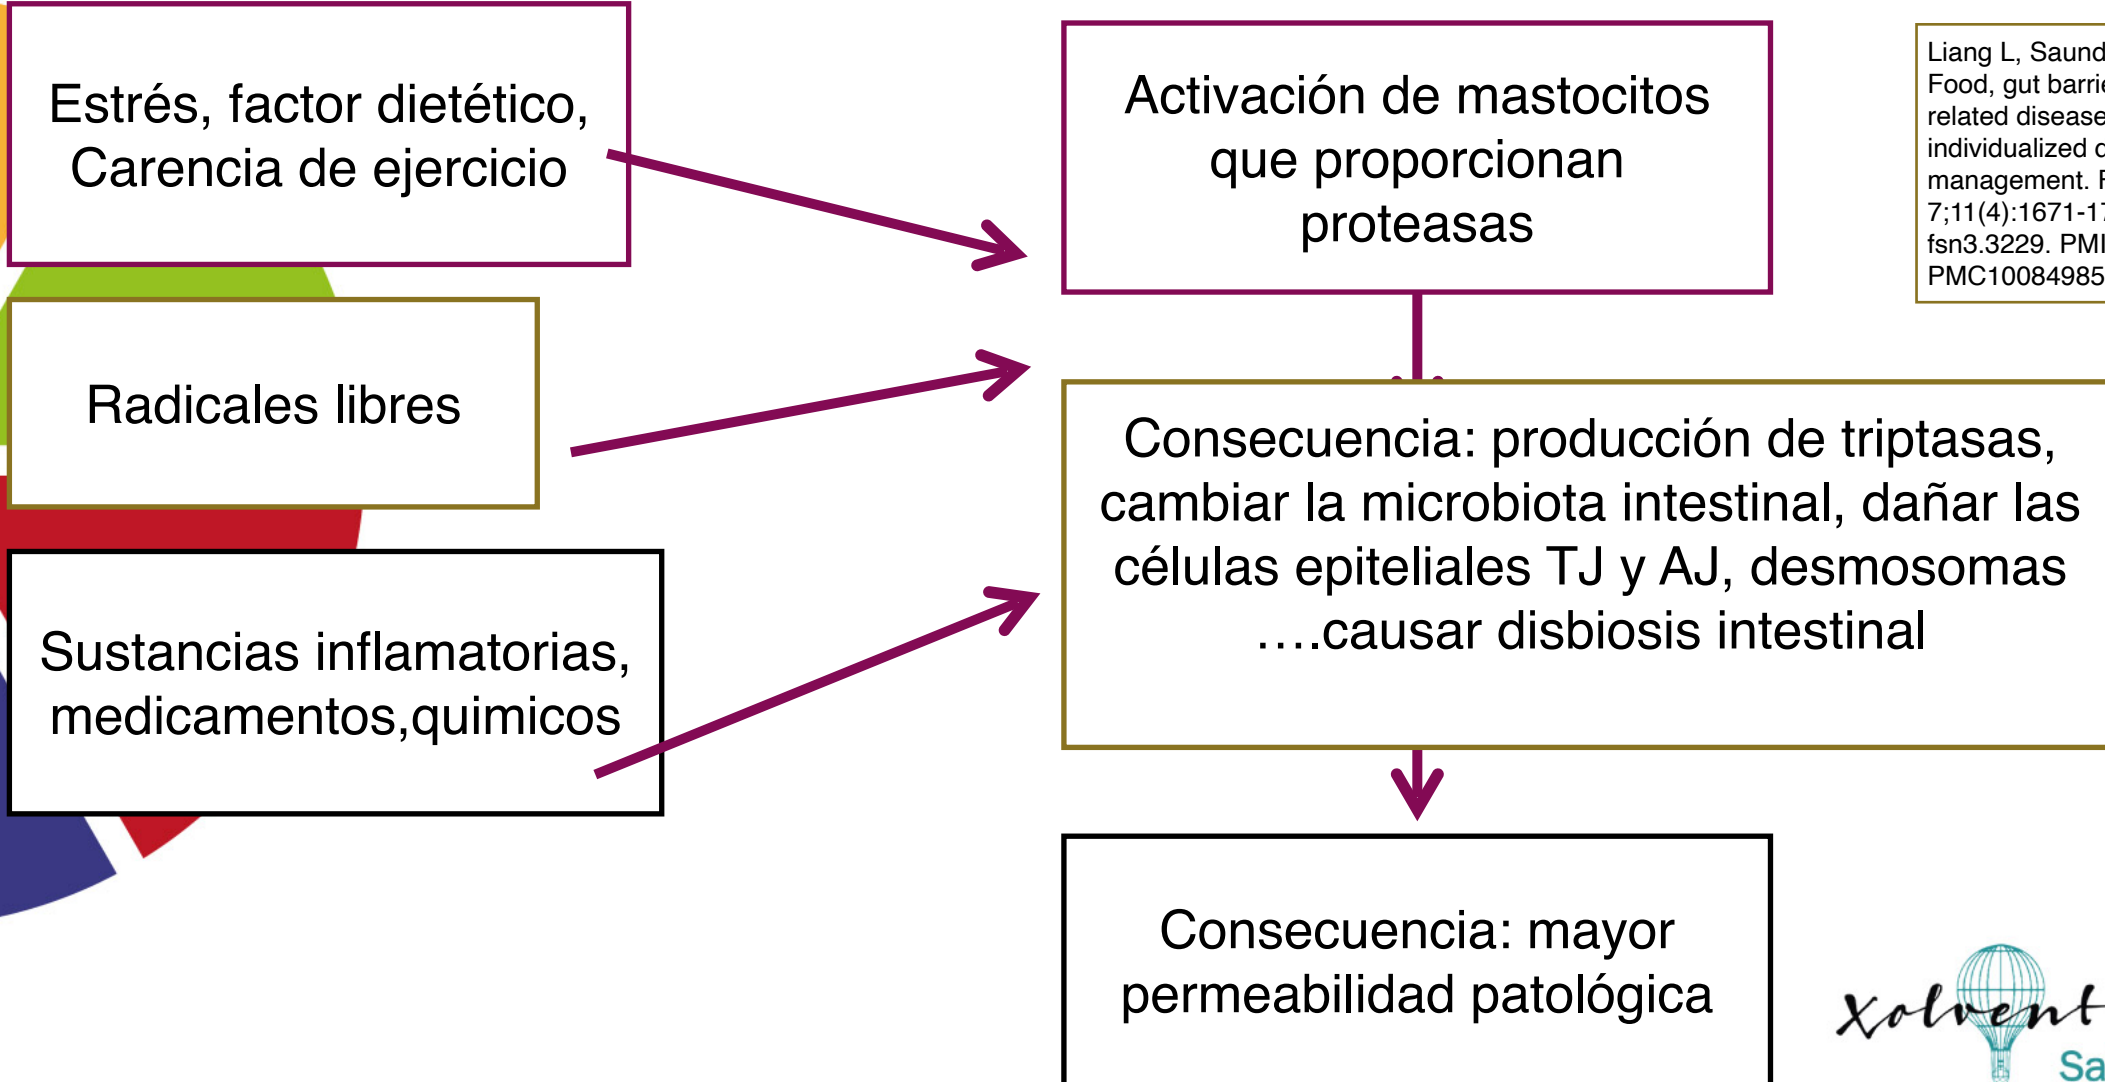 Estrés, factor dietético,
Carencia de ejercicio
Radicales libres
Sustancias inflamatorias,
medicamentos,quimicos
Activación de mastocitos
que proporcionan
proteasas
Consecuencia: producción de triptasas,
cambiar la microbiota intestinal, dañar las
células epiteliales TJ y AJ, desmosomas
….causar disbiosis intestinal
Consecuencia: mayor
permeabilidad patológica
Liang L, Saund
Food, gut barrie
related disease
individualized
management.
7;11(4):1671-17
fsn3.3229. PMI
PMC10084985
xolvent
Sa